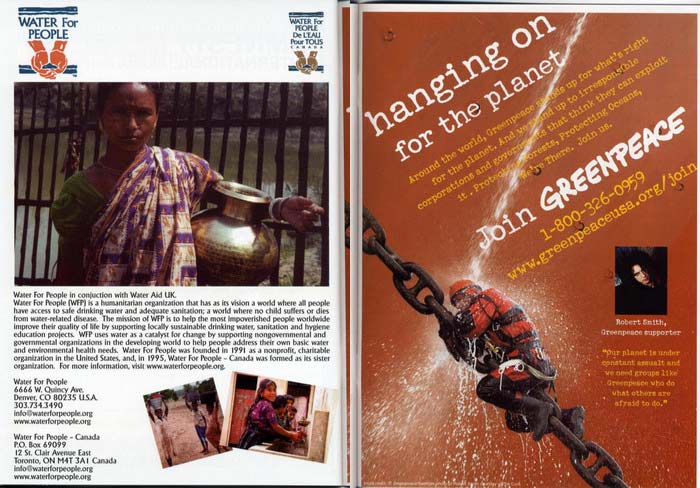 WATER For
PEOPLE
WATER For
PEOPLE
De L'EAU
Pour TOUS
CANADA
Water For People in conjuction with Water Aid UK.
Water For People (WFP) is a humanitarian organization that has as its vision a world where all people
have access to safe drinking water and adequate sanitation; a world where no child suffers or dies
from water-related disease. The mission of WFP is to help the most impoverished people worldwide
improve their quality of life by supporting locally sustainable drinking water, sanitation and hygiene
education projects. WFP uses water as a catalyst for change by supporting nongovernmental and
governmental organizations in the developing world to help people address their own basic water
and environmental health needs. Water For People was founded in 1991 as a nonprofit, charitable
organization in the United States, and, in 1995, Water For People - Canada was formed as its sister
organization. For more information, visit www.waterforpeople.org.
Water For People
6666 W. Quincy Ave.
Denver, CO 80235 U.S.A.
303.734.3490
info@waterforpeople.org
www.waterforpeople.org
Water For People - Canada
P.O. Box 69099
12 St. Clair Avenue East
Toronto, ON M4T 3A1 Canada
info@waterforpeople.org
www.waterforpeople.org
hanging on
for the planet
Around the world, Greenpeace stands up for what's right
for the planet. And we stand up to irresponsible
corporations and governments that think they can exploit
it. Protecting Forests, Protecting Oceans,
We're There. Join us.
Join GREENPEACE
1-800-326-0959
www.greenpeaceusa.org/join
Robert Smith,
Greenpeace supporter
"Our planet is under
constant assualt and
we need groups like
Greenpeace who do
what others are
afraid to do."